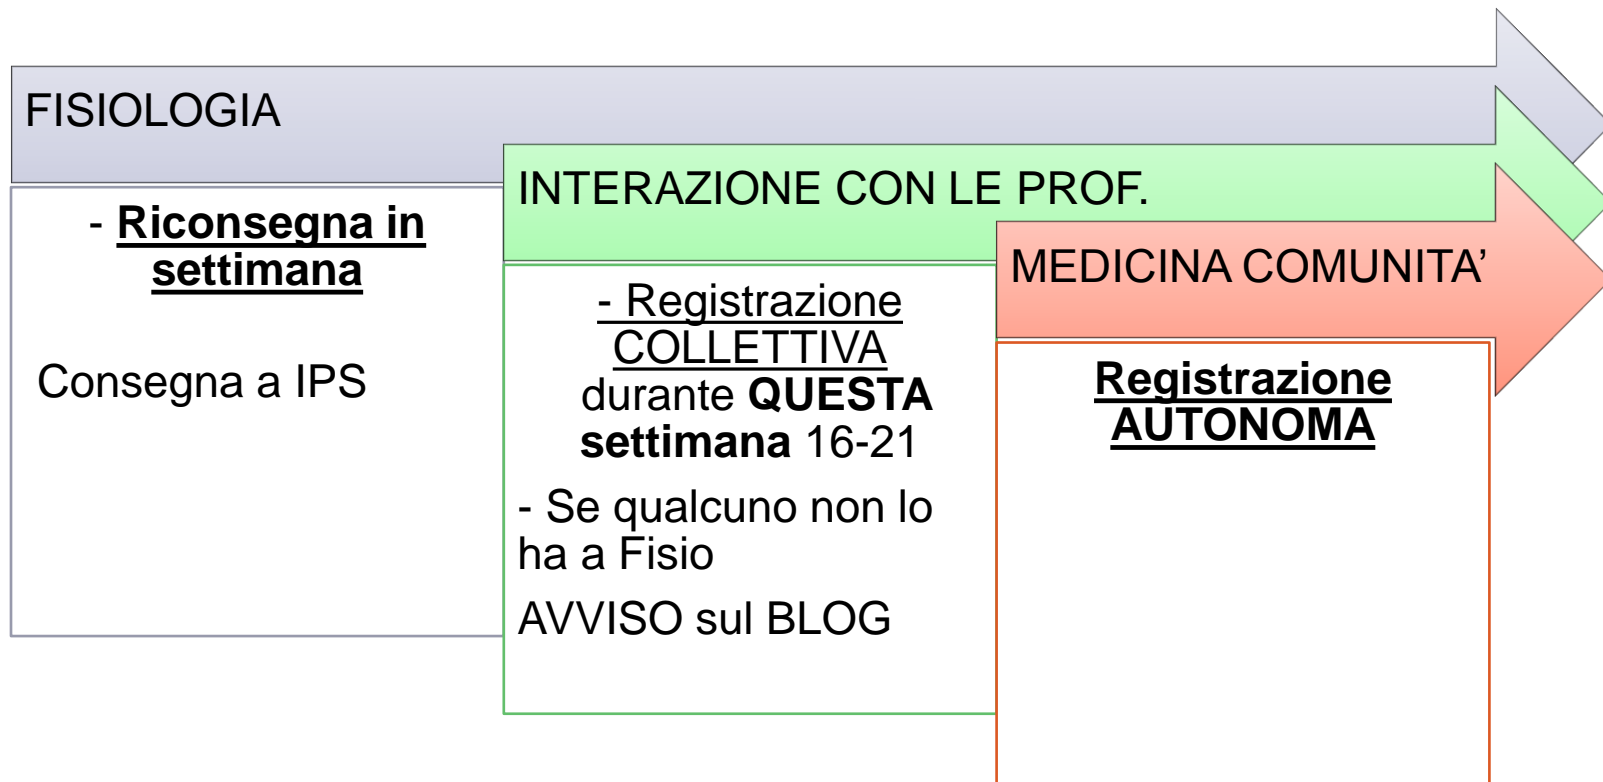 FISIOLOGIA
- Riconsegna in
settimana
Consegna a IPS
INTERAZIONE CON LE PROF.
- Registrazione
COLLETTIVA
durante QUESTA
settimana 16-21
- Se qualcuno non lo
ha a Fisio
AVVISO sul BLOG
MEDICINA COMUNITA’
Registrazione
AUTONOMA